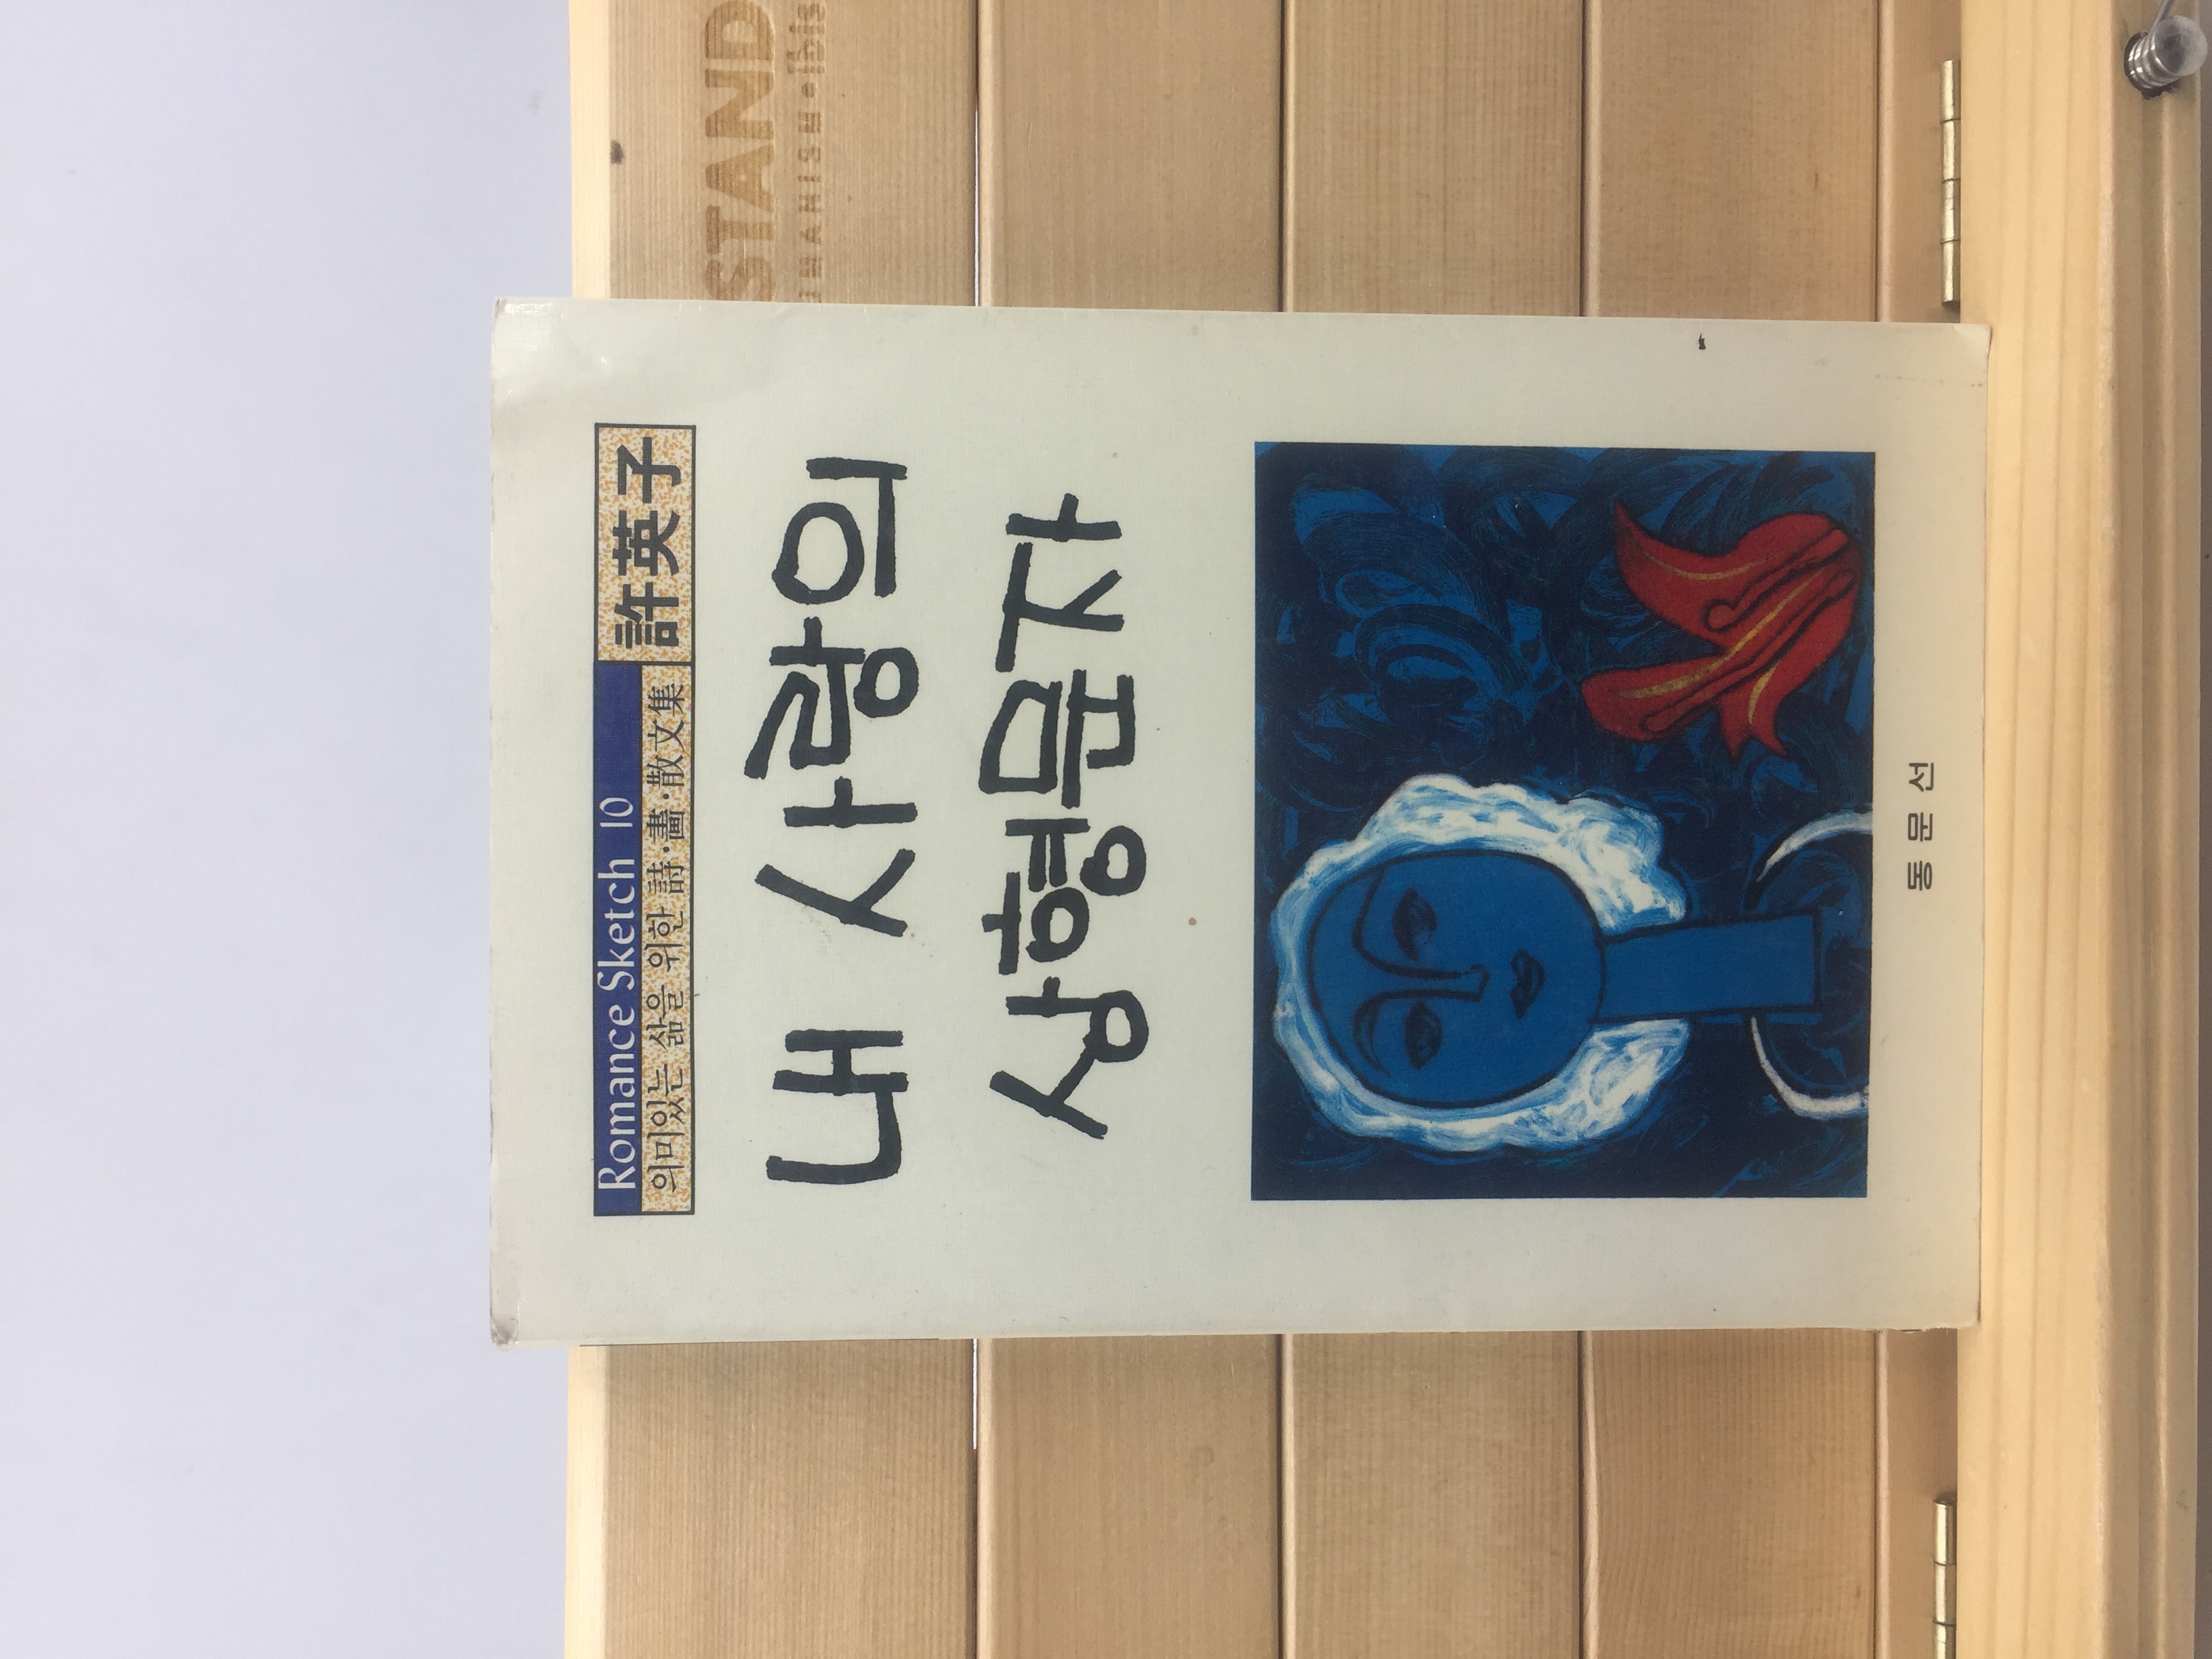 STAND
Romance Sketch 10
의미있는 삶을 위한 詩·畵·散文集
許英子
내 사랑의
상형문자
동문선